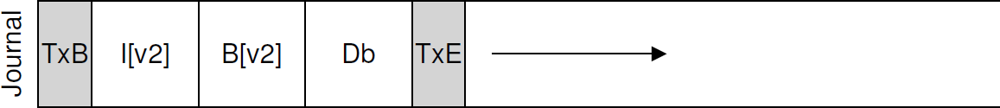 Journal
TxB I[v2] B[v2] Db TxE